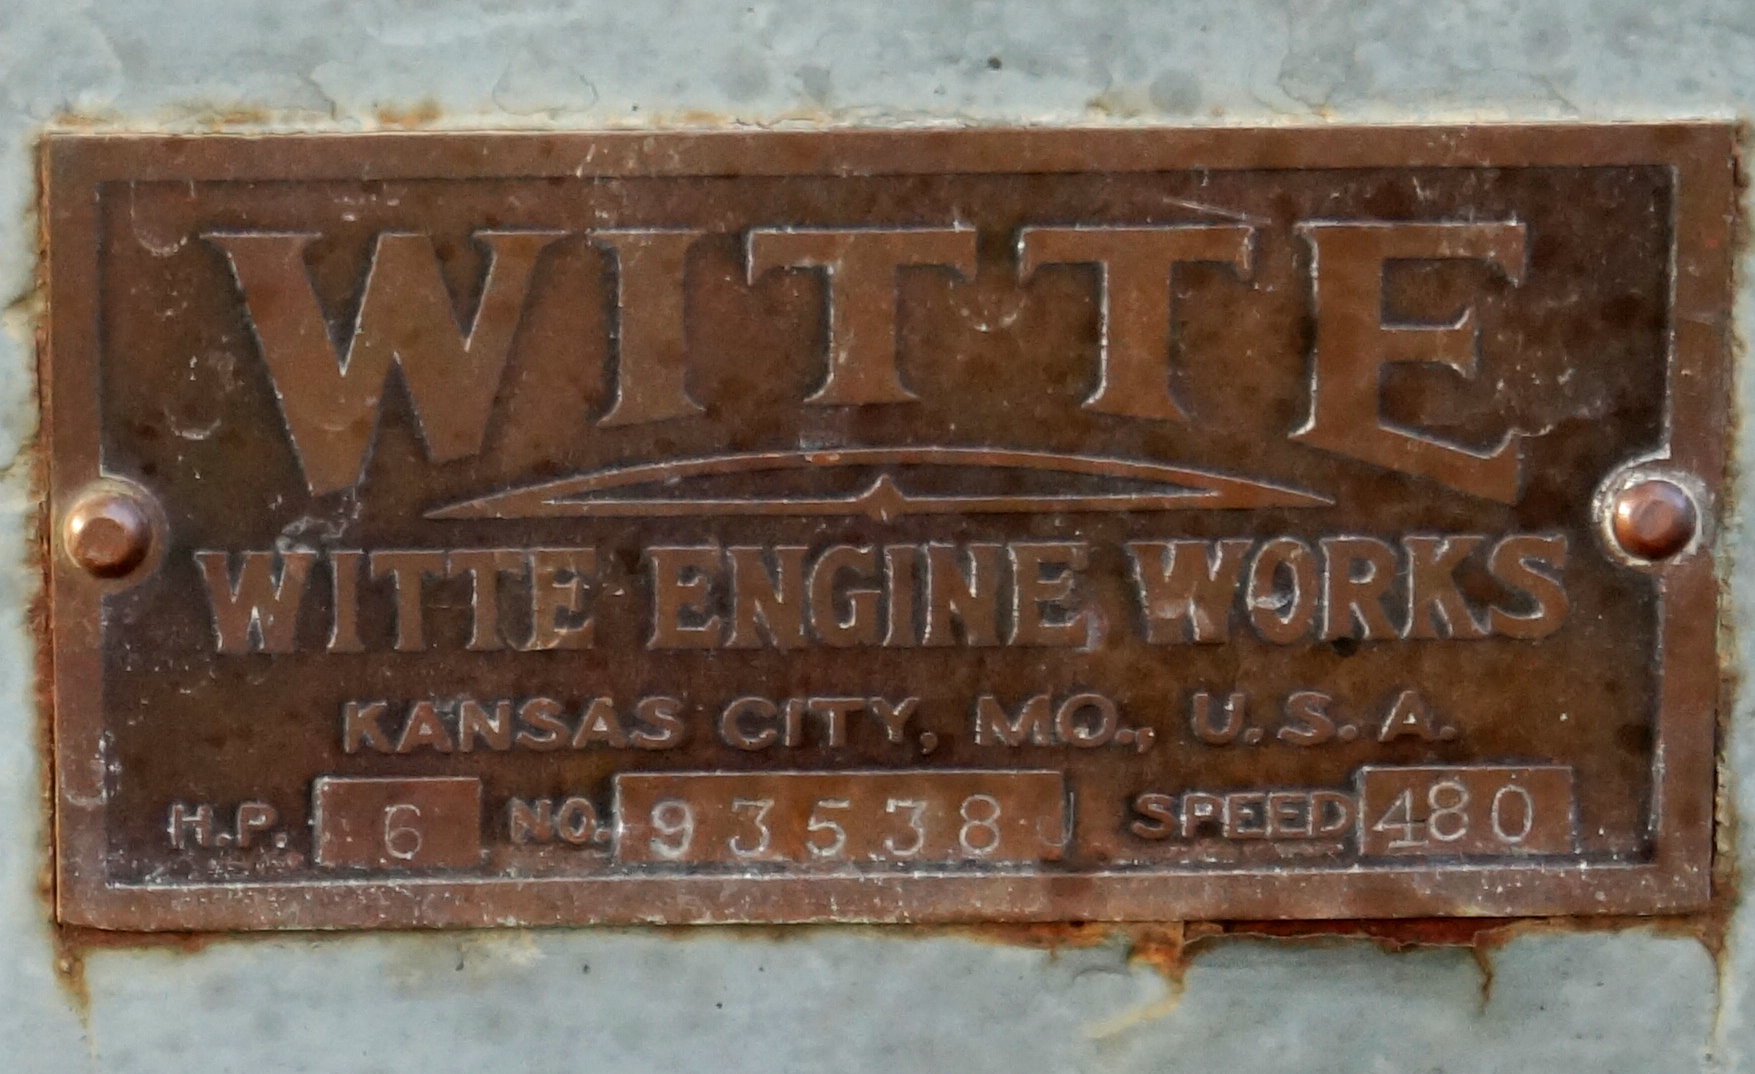 WITTE
WITTE ENGINE WORKS
KANSAS CITY, MO., U.S.A.
H.P. 6 NO. 93538 SPEED 480